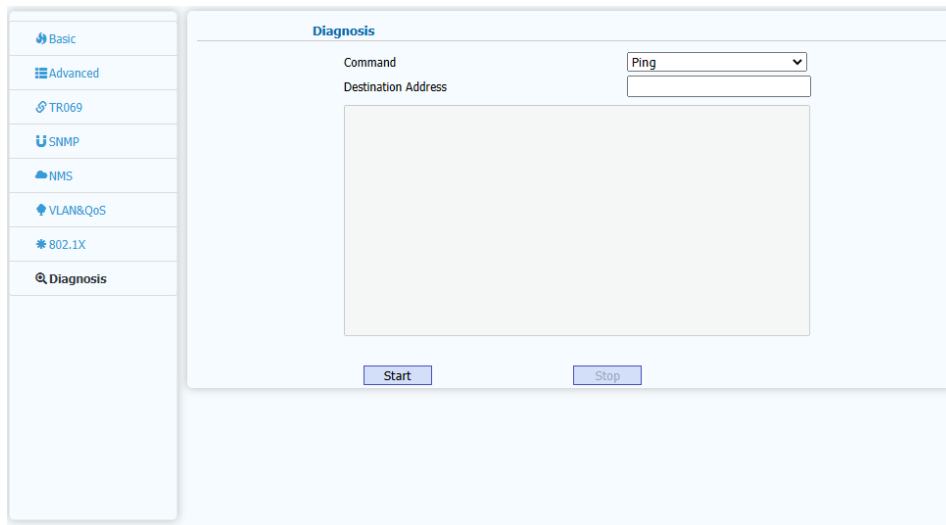 Basic
Advanced
TR069
SNMP
NMS
VLAN&QoS
802.1X
Diagnosis
Diagnosis
Command Ping
Destination Address
Start Stop